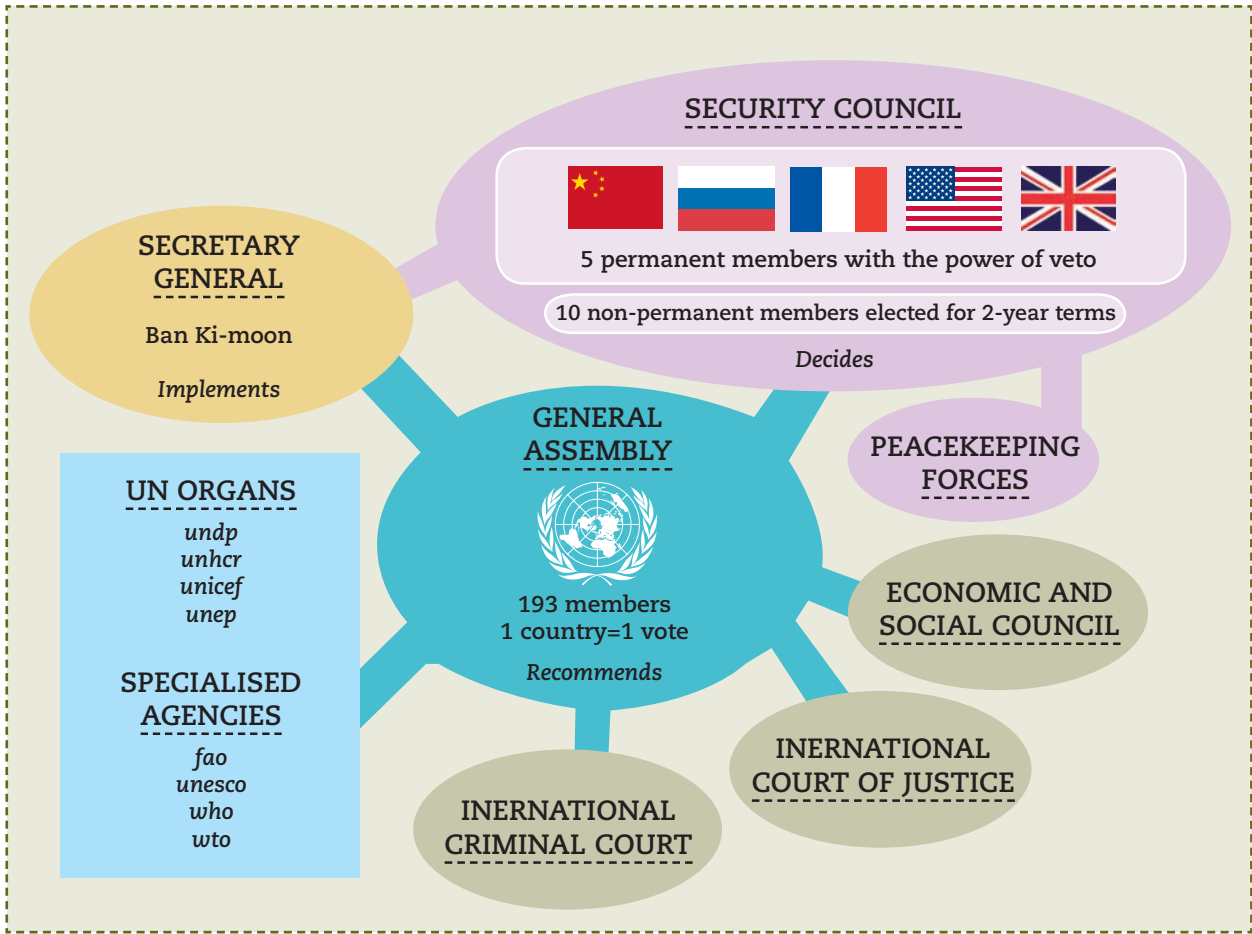 SECURITY COUNCIL
5 permanent members with the power of veto
10 non-permanent members elected for 2-year terms
Decides
SECRETARY
GENERAL
Ban Ki-moon
Implements
GENERAL
ASSEMBLY
193 members
1 country=1 vote
Recommends
PEACEKEEPING
FORCES
UN ORGANS
undp
unhcr
unicef
unep
SPECIALISED
AGENCIES
fao
unesco
who
wto
ECONOMIC AND
SOCIAL COUNCIL
INERNATIONAL
COURT OF JUSTICE
INERNATIONAL
CRIMINAL COURT